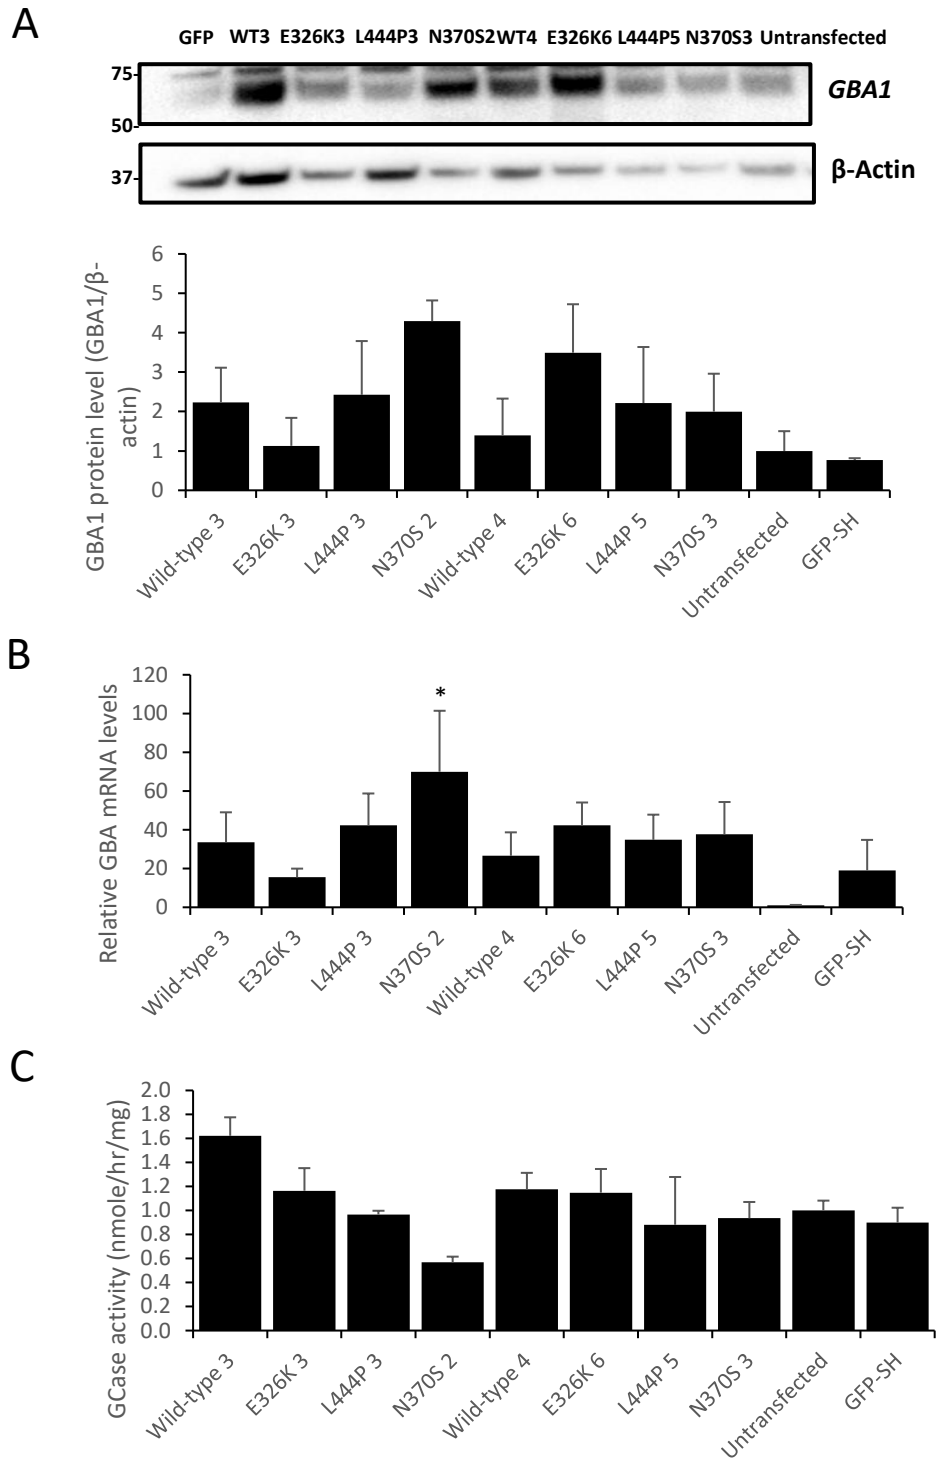 A
GFP WT3 E326K3 L444P3 N370S2 WT4 E326K6 L444P5 N370S3 Untransfected
75-
GBA1
50-
37-
β-Actin
GBA1 protein level (GBA1/β-
actin)
6
5
4
3
2
1
0
Wild-type 3
E326K 3
L444P 3
N370S 2
Wild-type 4
E326K 6
L444P 5
N370S 3
Untransfected
GFP-SH
B
Relative GBA mRNA levels
120
100
80
60
40
20
0
*
Wild-type 3
E326K 3
L444P 3
N370S 2
Wild-type 4
E326K 6
L444P 5
N370S 3
Untransfected
GFP-SH
C
GCase activity (nmole/hr/mg)
2.0
1.8
1.6
1.4
1.2
1.0
0.8
0.6
0.4
0.2
0.0
Wild-type 3
E326K 3
L444P 3
N370S 2
Wild-type 4
E326K 6
L444P 5
N370S 3
Untransfected
GFP-SH